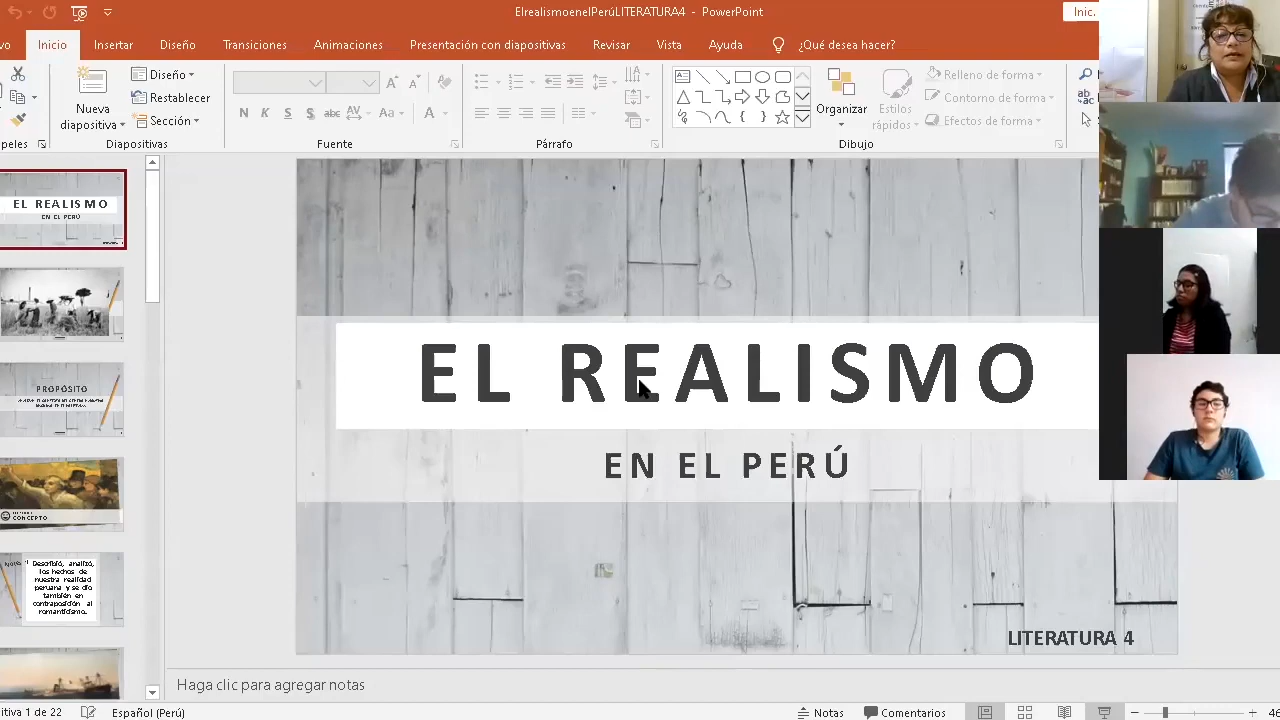 ElrealismoenelPerúLITERATURA4 - PowerPoint
Inic.
Inicio
Insertar
Diseño
Transiciones
Animaciones
Presentación con diapositivas
Revisar
Vista
Ayuda
¿Qué desea hacer?
Nueva
diapositiva
Diseño
Restablecer
Sección
Organizar
Estilos
rápidos
Relleno de forma
Contorno de forma
Efectos de forma
peles
Diapositivas
Fuente
Párrafo
Dibujo
EL REALISMO
EN EL PERÚ
PROPÓSITO
CONCEPTO
Describió, analizó,
los hechos de
nuestra realidad
peruana y se dio
también en
contraposición al
romanticismo.
EL REALISMO
EN EL PERÚ
LITERATURA 4
Haga clic para agregar notas
itiva 1 de 22
Español (Perú)
Notas
Comentarios
46